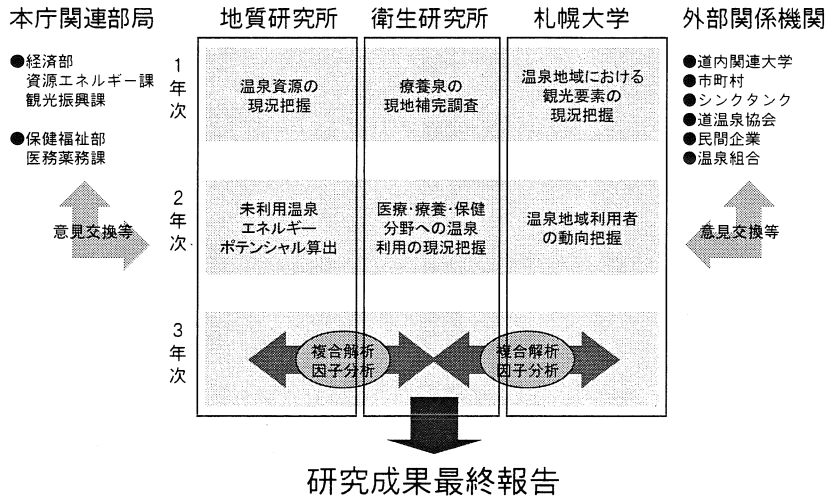 本庁関連部局
●経済部
資源エネルギー課
観光振興課
●保健福祉部
医務薬務課
意見交換等
地質研究所
衛生研究所
札幌大学
1
年
次
温泉資源の
現況把握
療養泉の
現地補完調査
温泉地域における
観光要素の
現況把握
2
年
次
未利用温泉
エネルギー
ポテンシャル算出
医療・療養・保健
分野への温泉
利用の現況把握
温泉地域利用者
の動向把握
3
年
次
複合解析
因子分析
複合解析
因子分析
外部関係機関
●道内関連大学
●市町村
●シンクタンク
●道温泉協会
●民間企業
●温泉組合
意見交換等
研究成果最終報告